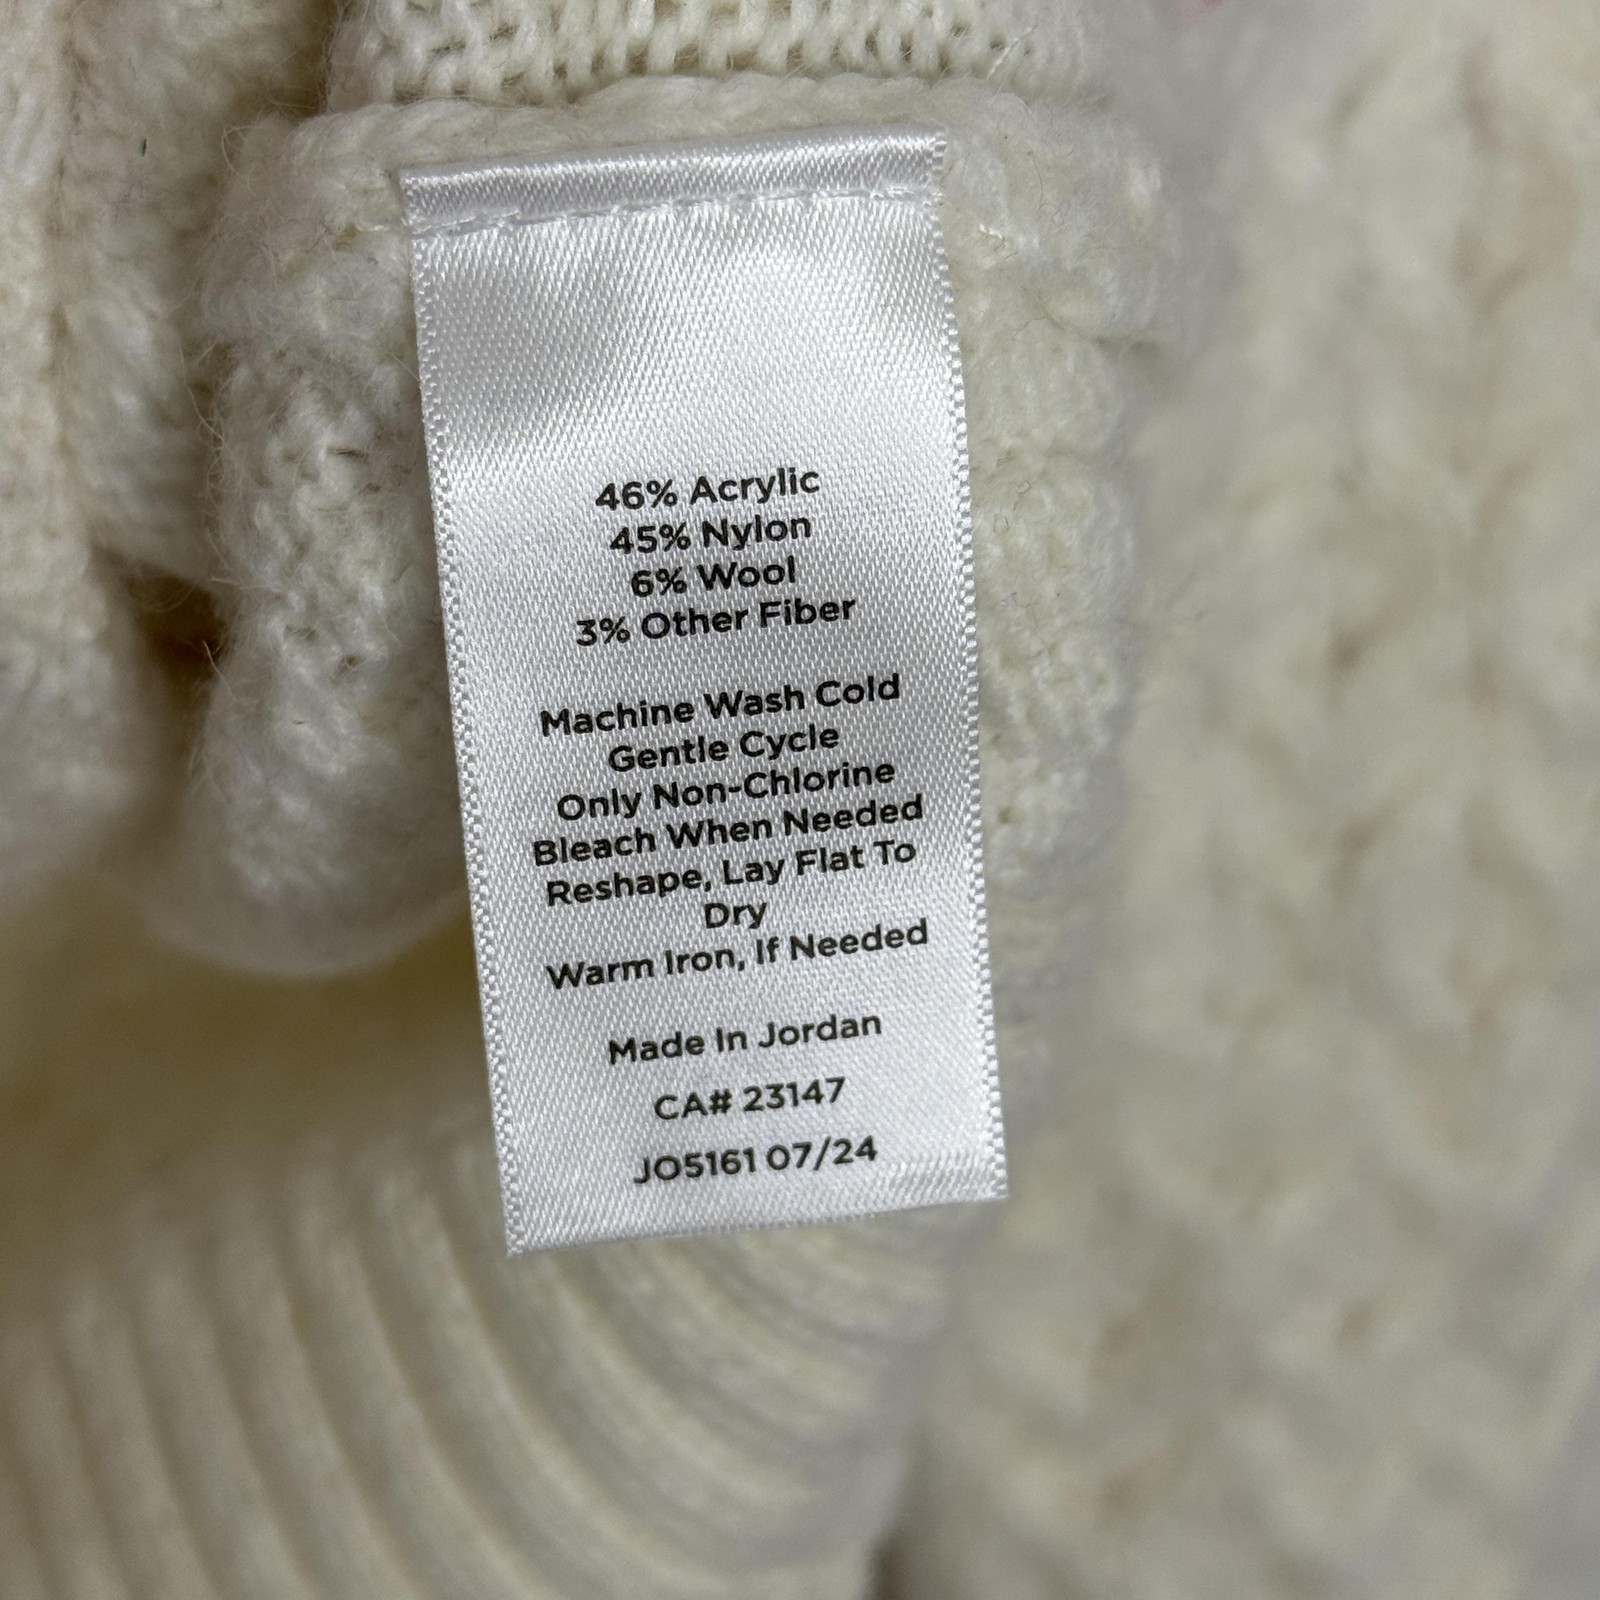 46% Acrylic
45% Nylon
6% Wool
3% Other Fiber
Machine Wash Cold
Gentle Cycle
Only Non-Chlorine
Bleach When Needed
Reshape, Lay Flat To
Dry
Warm Iron, If Needed
Made In Jordan
CA# 23147
JO5161 07/24